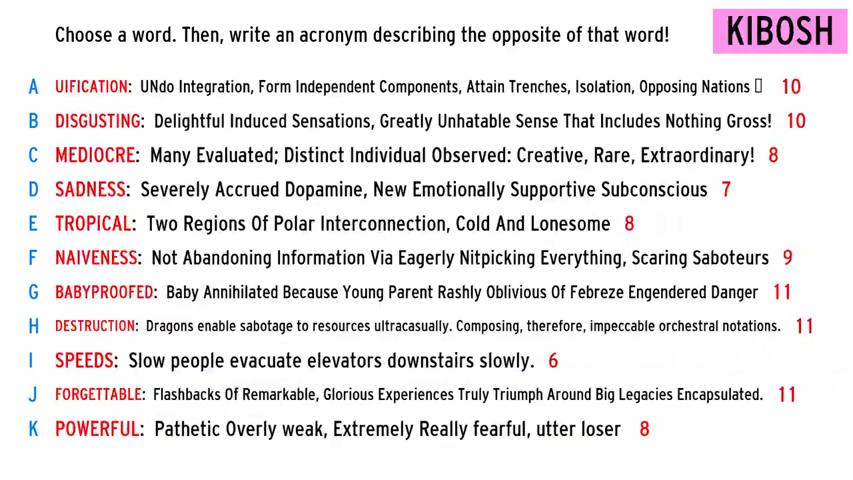 Choose a word. Then, write an acronym describing the opposite of that word!
KIBOSH
A UIFICATION: UNdo Integration, Form Independent Components, Attain Trenches, Isolation, Opposing Nations 10
B DISGUSTING: Delightful Induced Sensations, Greatly Unhatable Sense That Includes Nothing Gross! 10
C MEDIOCRE: Many Evaluated; Distinct Individual Observed: Creative, Rare, Extraordinary! 8
D SADNESS: Severely Accrued Dopamine, New Emotionally Supportive Subconscious 7
E TROPICAL: Two Regions Of Polar Interconnection, Cold And Lonesome 8
F NAIVENESS: Not Abandoning Information Via Eagerly Nitpicking Everything, Scaring Saboteurs 9
G BABYPROOFED: Baby Annihilated Because Young Parent Rashly Oblivious Of Febreze Engendered Danger 11
H DESTRUCTION: Dragons enable sabotage to resources ultracasually. Composing, therefore, impeccable orchestral notations. 11
I SPEEDS: Slow people evacuate elevators downstairs slowly. 6
J FORGETTABLE: Flashbacks Of Remarkable, Glorious Experiences Truly Triumph Around Big Legacies Encapsulated. 11
K POWERFUL: Pathetic Overly weak, Extremely Really fearful, utter loser 8